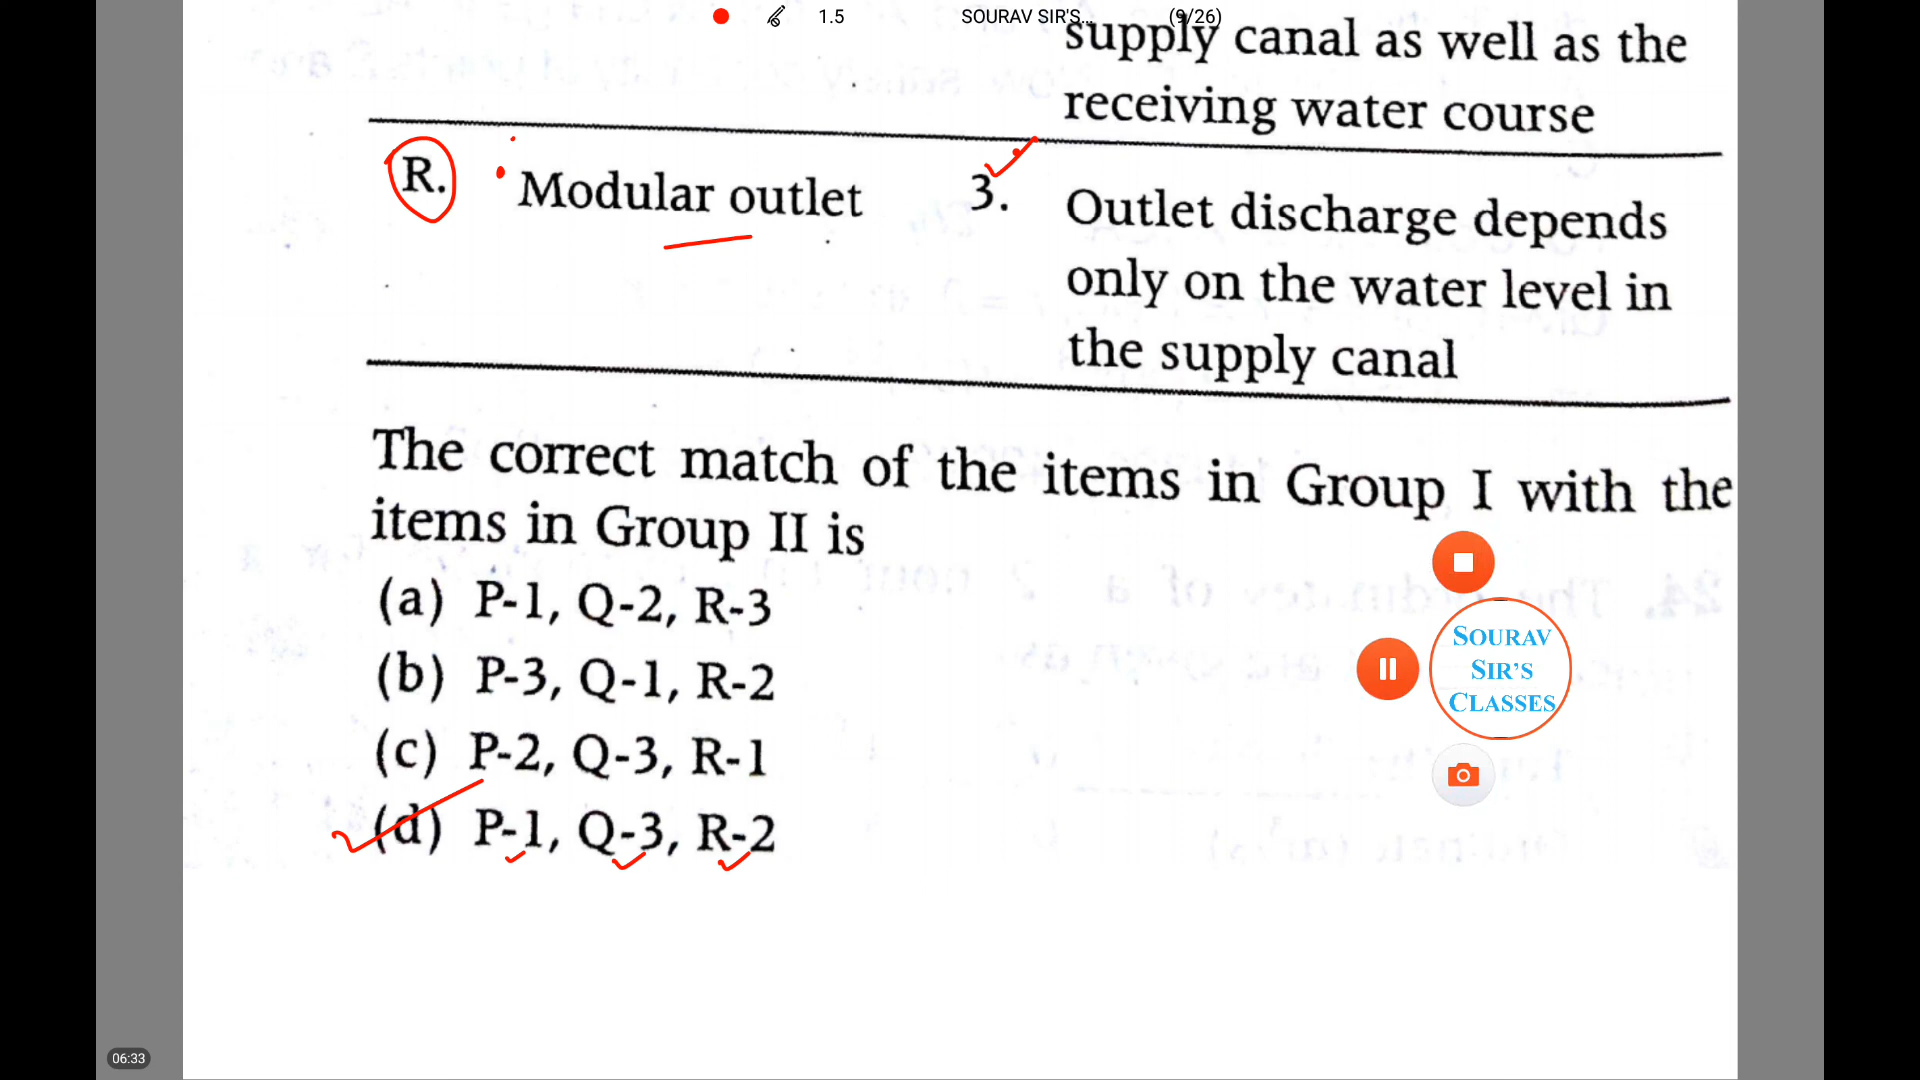 1.5 SOURAV SIR'S... (9/26)
supply canal as well as the
receiving water course
R. Modular outlet 3. Outlet discharge depends
only on the water level in
the supply canal
The correct match of the items in Group I with the
items in Group II is
(a) P-1, Q-2, R-3
(b) P-3, Q-1, R-2
(c) P-2, Q-3, R-1
(d) P-1, Q-3, R-2
SOURAV
SIR'S
CLASSES
06:33